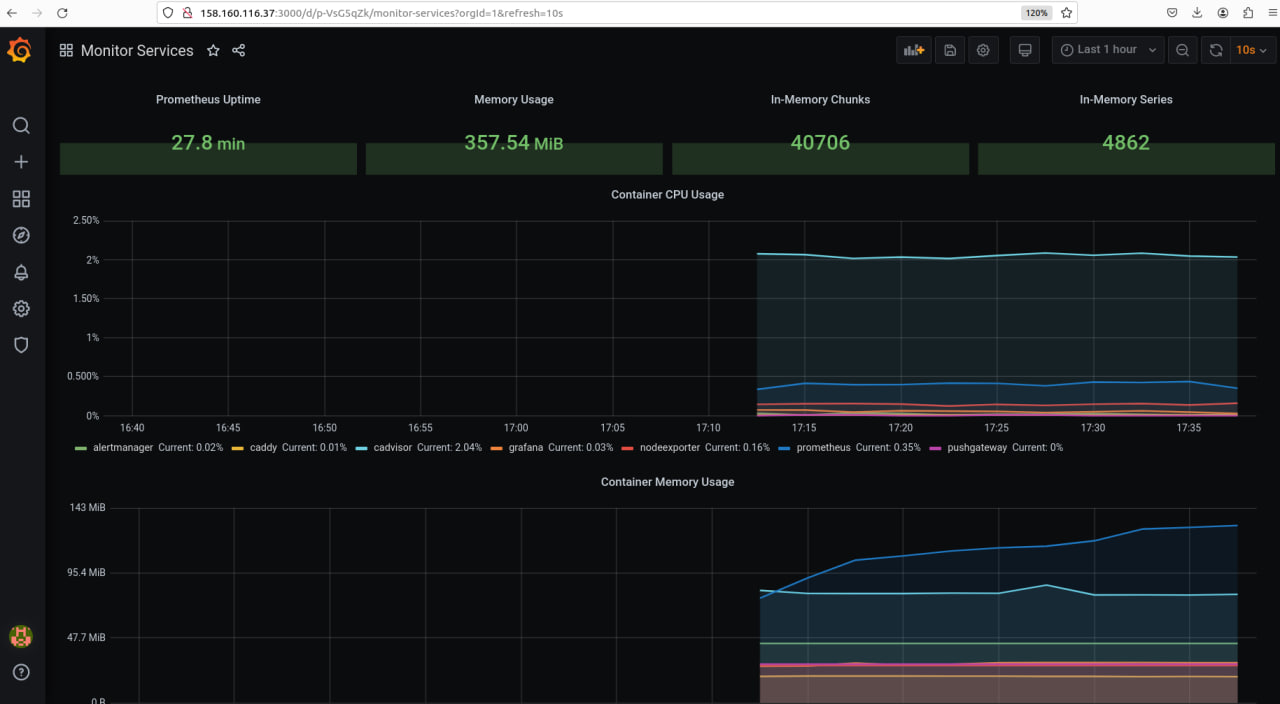 158.160.116.37:3000/d/p-VsG5qZk/monitor-services?orgId=1&refresh=10s 120%
Monitor Services Last 1 hour 10s
Prometheus Uptime Memory Usage In-Memory Chunks In-Memory Series
27.8 min 357.54 MiB 40706 4862
Container CPU Usage
2.50%
2%
1.50%
1%
0.500%
0%
16:40 16:45 16:50 16:55 17:00 17:05 17:10 17:15 17:20 17:25 17:30 17:35
alertmanager Current: 0.02% caddy Current: 0.01% cadvisor Current: 2.04% grafana Current: 0.03% nodeexporter Current: 0.16% prometheus Current: 0.35% pushgateway Current: 0%
Container Memory Usage
143 MiB
95.4 MiB
47.7 MiB
0 B